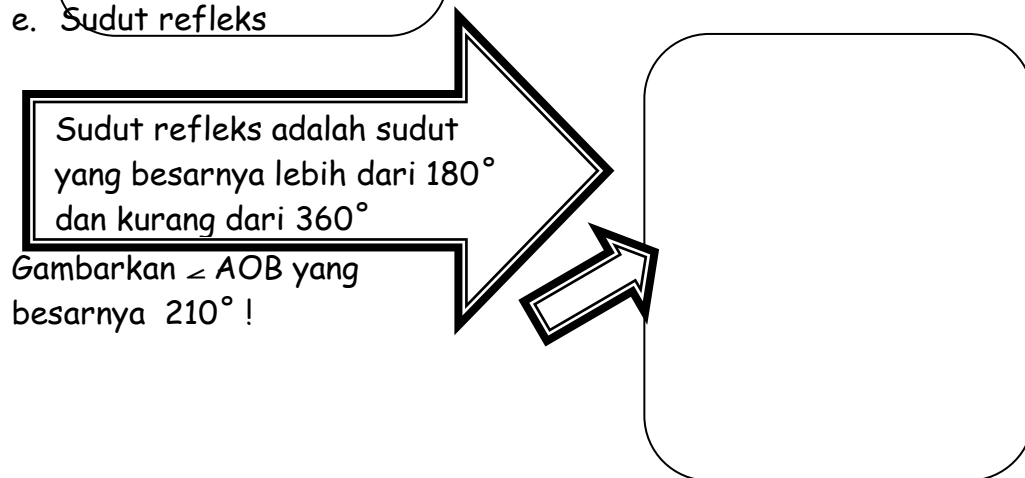 e. Sudut refleks
Sudut refleks adalah sudut
yang besarnya lebih dari 180˚
dan kurang dari 360˚
Gambarkan ∠ AOB yang
besarnya 210˚ !